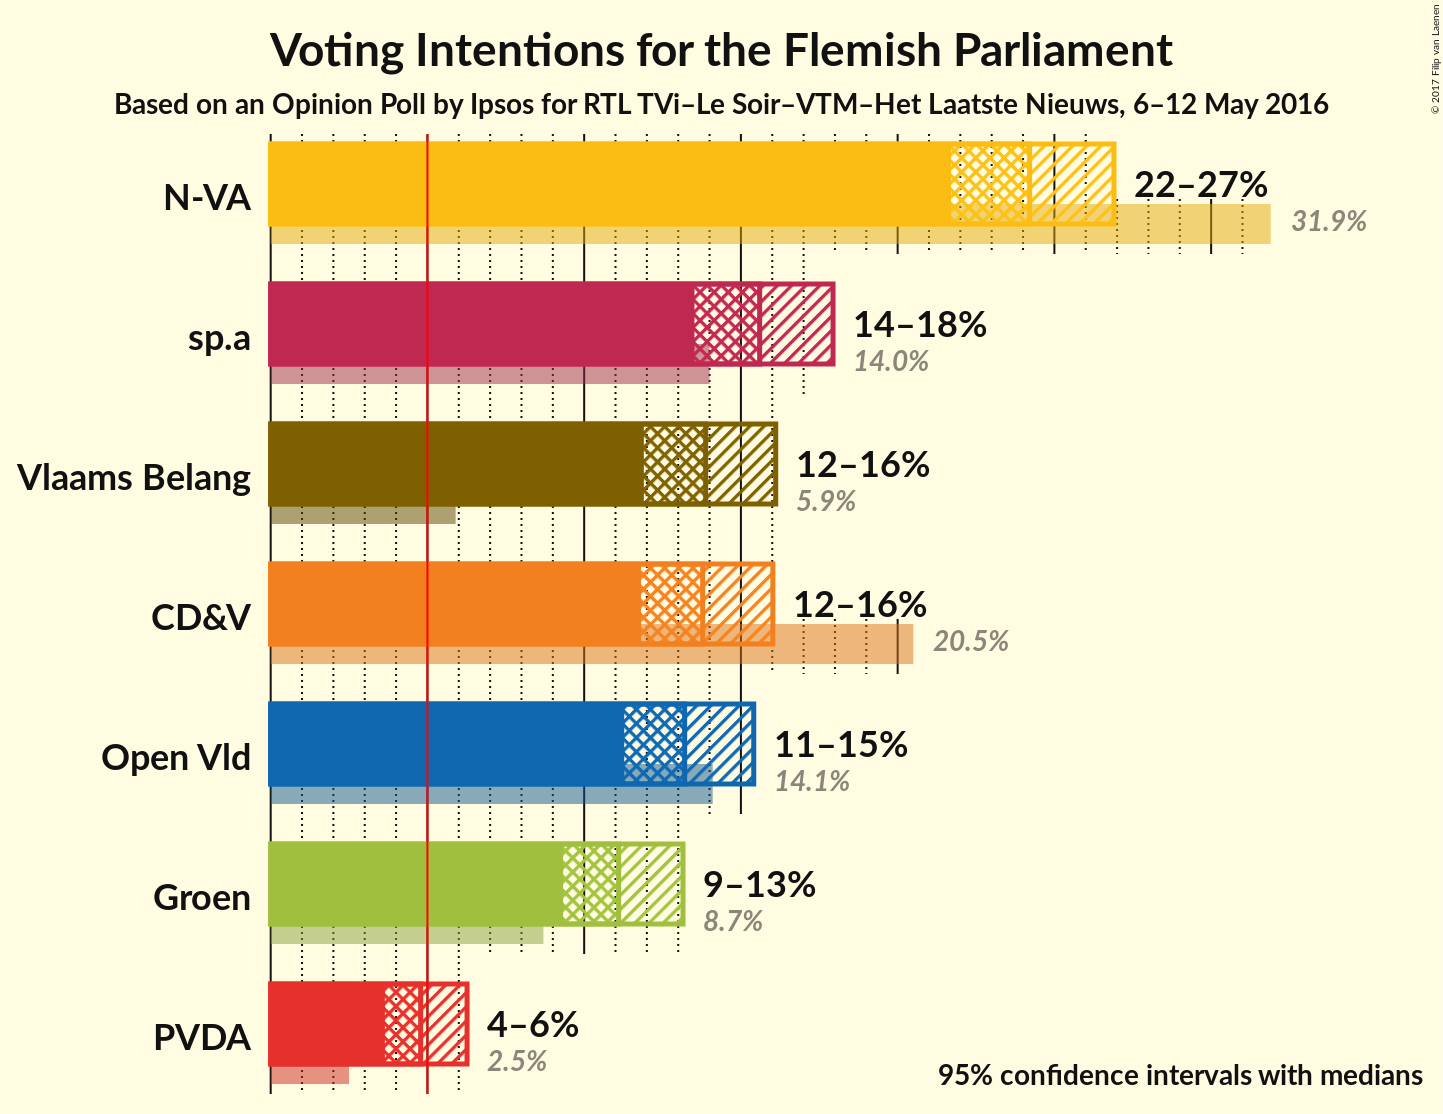 Voting Intentions for the Flemish Parliament
Based on an Opinion Poll by Ipsos for RTL TVi–Le Soir–VTM–Het Laatste Nieuws, 6–12 May 2016
© 2017 Filip van Laenen
N-VA
22–27%
31.9%
sp.a
14–18%
14.0%
Vlaams Belang
12–16%
5.9%
CD&V
12–16%
20.5%
Open Vld
11–15%
14.1%
Groen
9–13%
8.7%
PVDA
4–6%
2.5%
95% confidence intervals with medians